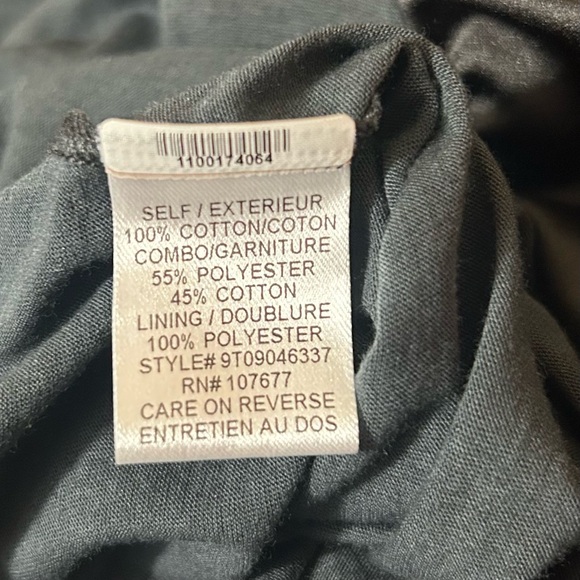 1100174064
SELF / EXTERIEUR
100% COTTON/COTON
COMBO/GARNITURE
55% POLYESTER
45% COTTON
LINING / DOUBLURE
100% POLYESTER
STYLE# 9T09046337
RN# 107677
CARE ON REVERSE
ENTRETIEN AU DOS